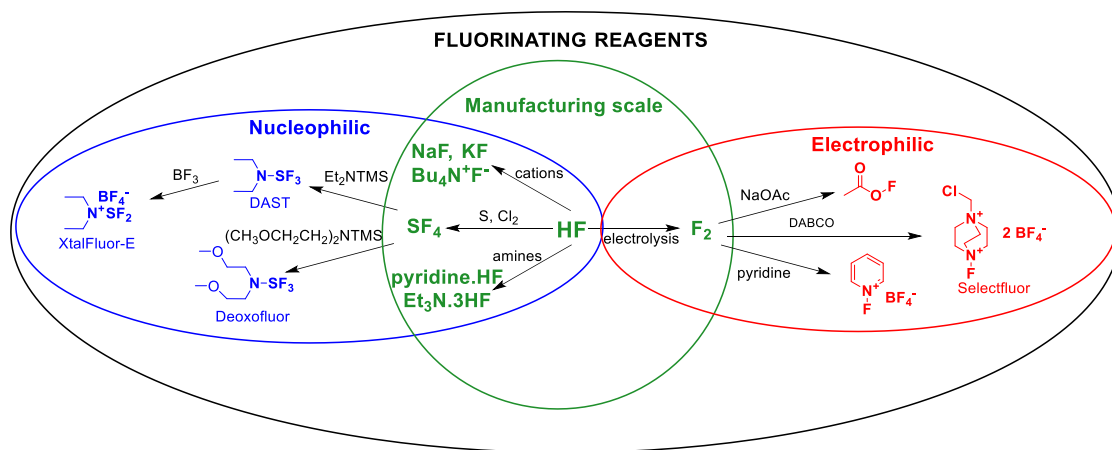 FLUORINATING REAGENTS
Manufacturing scale
Nucleophilic
Electrophilic
NaF, KF
Bu₄N⁺F⁻
cations
BF₃
N-SF₃
DAST
Et₂NTMS
BF₄⁻
N⁺SF₂
XtalFluor-E
SF₄
S, Cl₂
HF
electrolysis
F₂
(CH₃OCH₂CH₂)₂NTMS
amines
pyridine.HF
Et₃N.3HF
O
O
N-SF₃
Deoxofluor
NaOAc
O
O
F
DABCO
pyridine
N⁺
F
BF₄⁻
Cl
N⁺
N⁺
F
2 BF₄⁻
Selectfluor